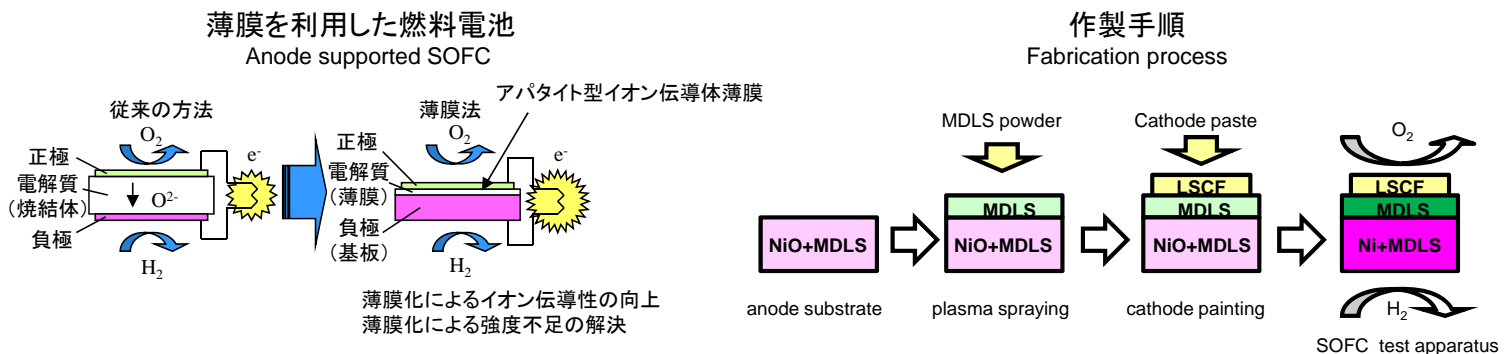 薄膜を利用した燃料電池
Anode supported SOFC
従来の方法
O2
正極
電解質
(焼結体)
O2-
負極
H2
e-
薄膜法
アパタイト型イオン伝導体薄膜
O2
正極
電解質
(薄膜)
負極
(基板)
H2
e-
薄膜化によるイオン伝導性の向上
薄膜化による強度不足の解決
作製手順
Fabrication process
NiO+MDLS
anode substrate
MDLS powder
MDLS
NiO+MDLS
plasma spraying
Cathode paste
LSCF
MDLS
NiO+MDLS
cathode painting
O2
LSCF
MDLS
Ni+MDLS
H2
SOFC test apparatus